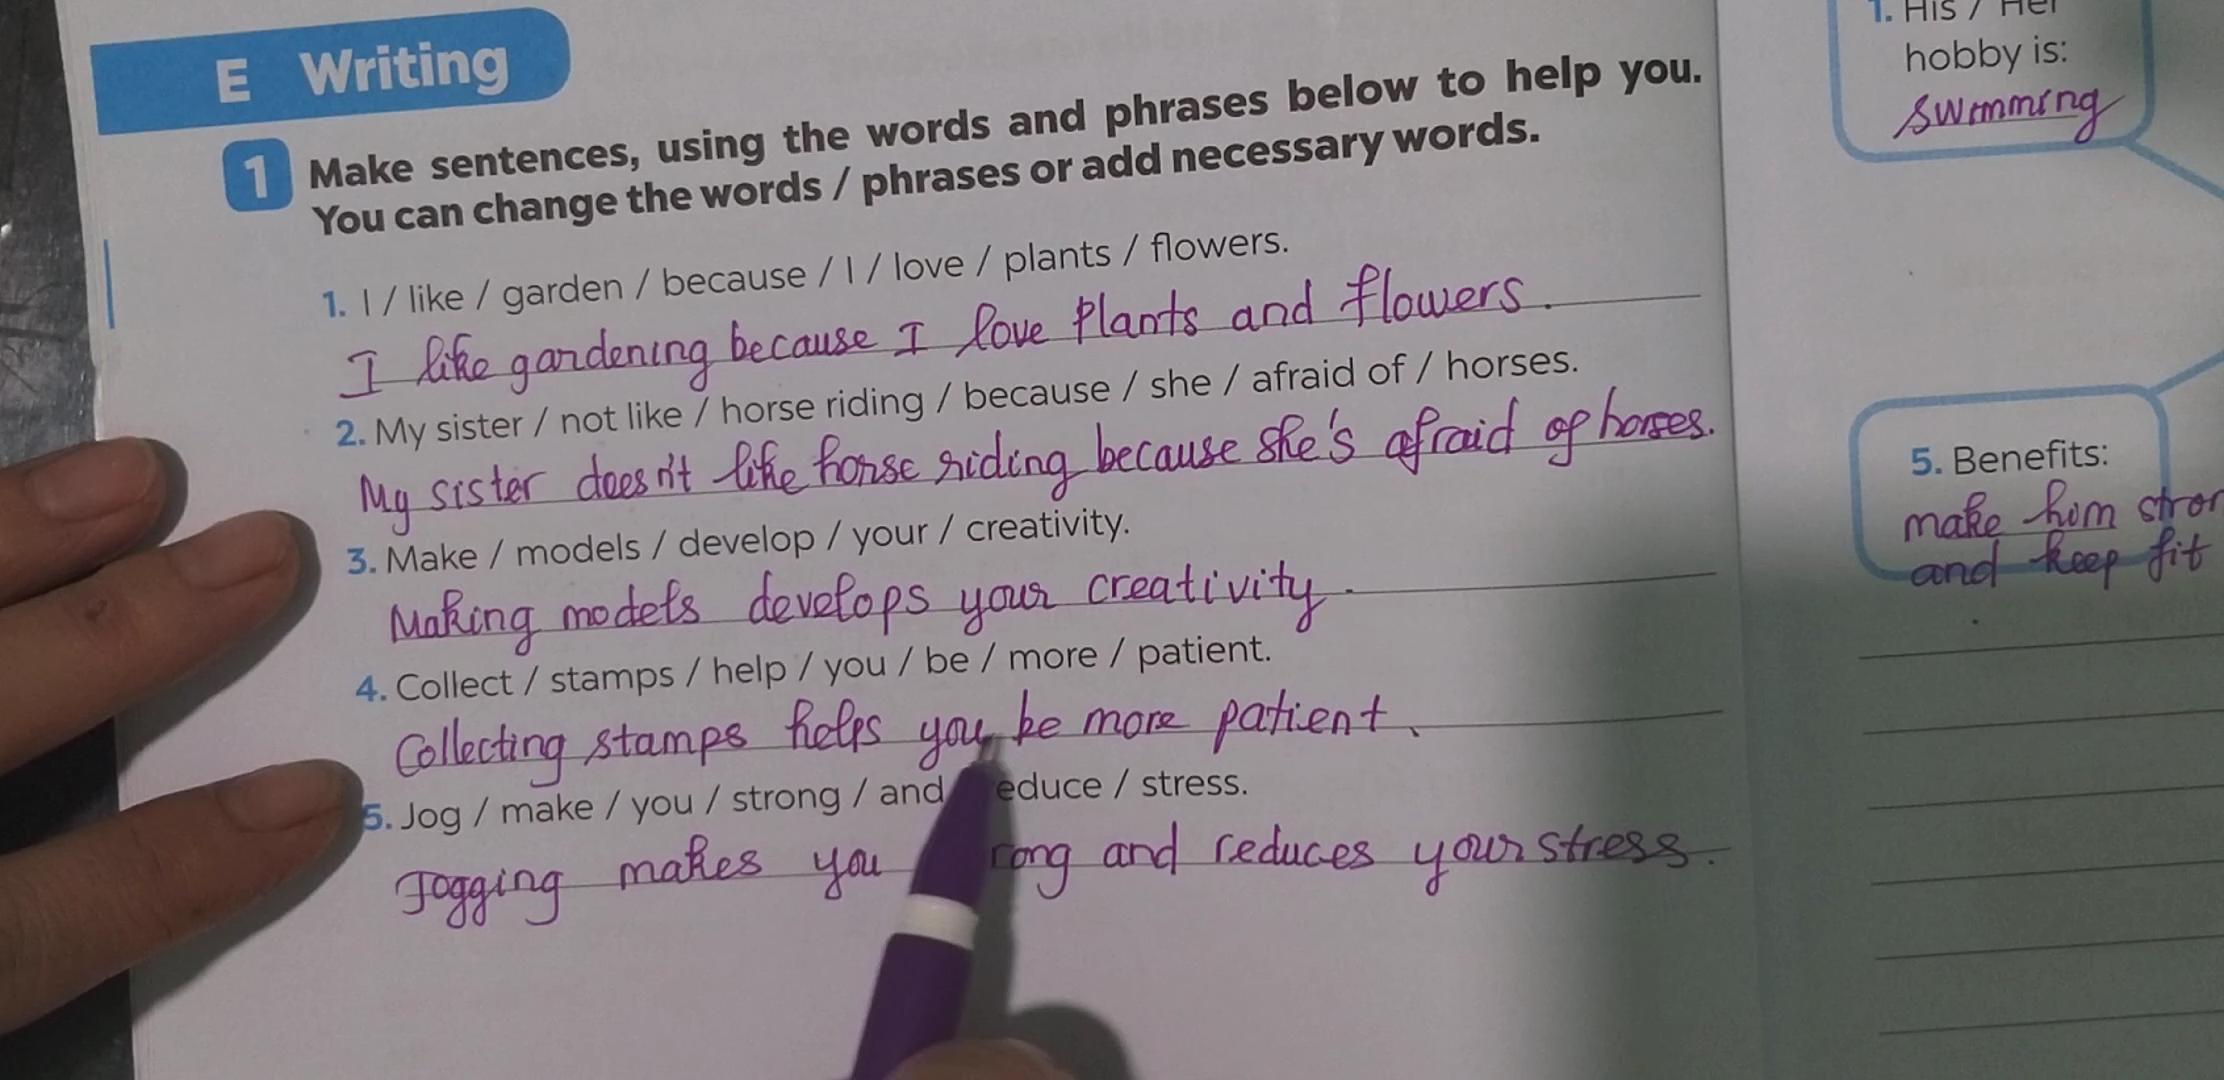 E Writing
1 Make sentences, using the words and phrases below to help you.
You can change the words / phrases or add necessary words.
1. I / like / garden / because / I / love / plants / flowers.
I like gardening because I love plants and flowers.
2. My sister / not like / horse riding / because / she / afraid of / horses.
My sister doesn't like horse riding because she's afraid of horses.
3. Make / models / develop / your / creativity.
Making models develops your creativity.
4. Collect / stamps / help / you / be / more / patient.
Collecting stamps helps you be more patient.
5. Jog / make / you / strong / and educe / stress.
Jogging makes you rong and reduces your stress.
1. His / Her
hobby is:
swimming
5. Benefits:
make him stron
and keep fit